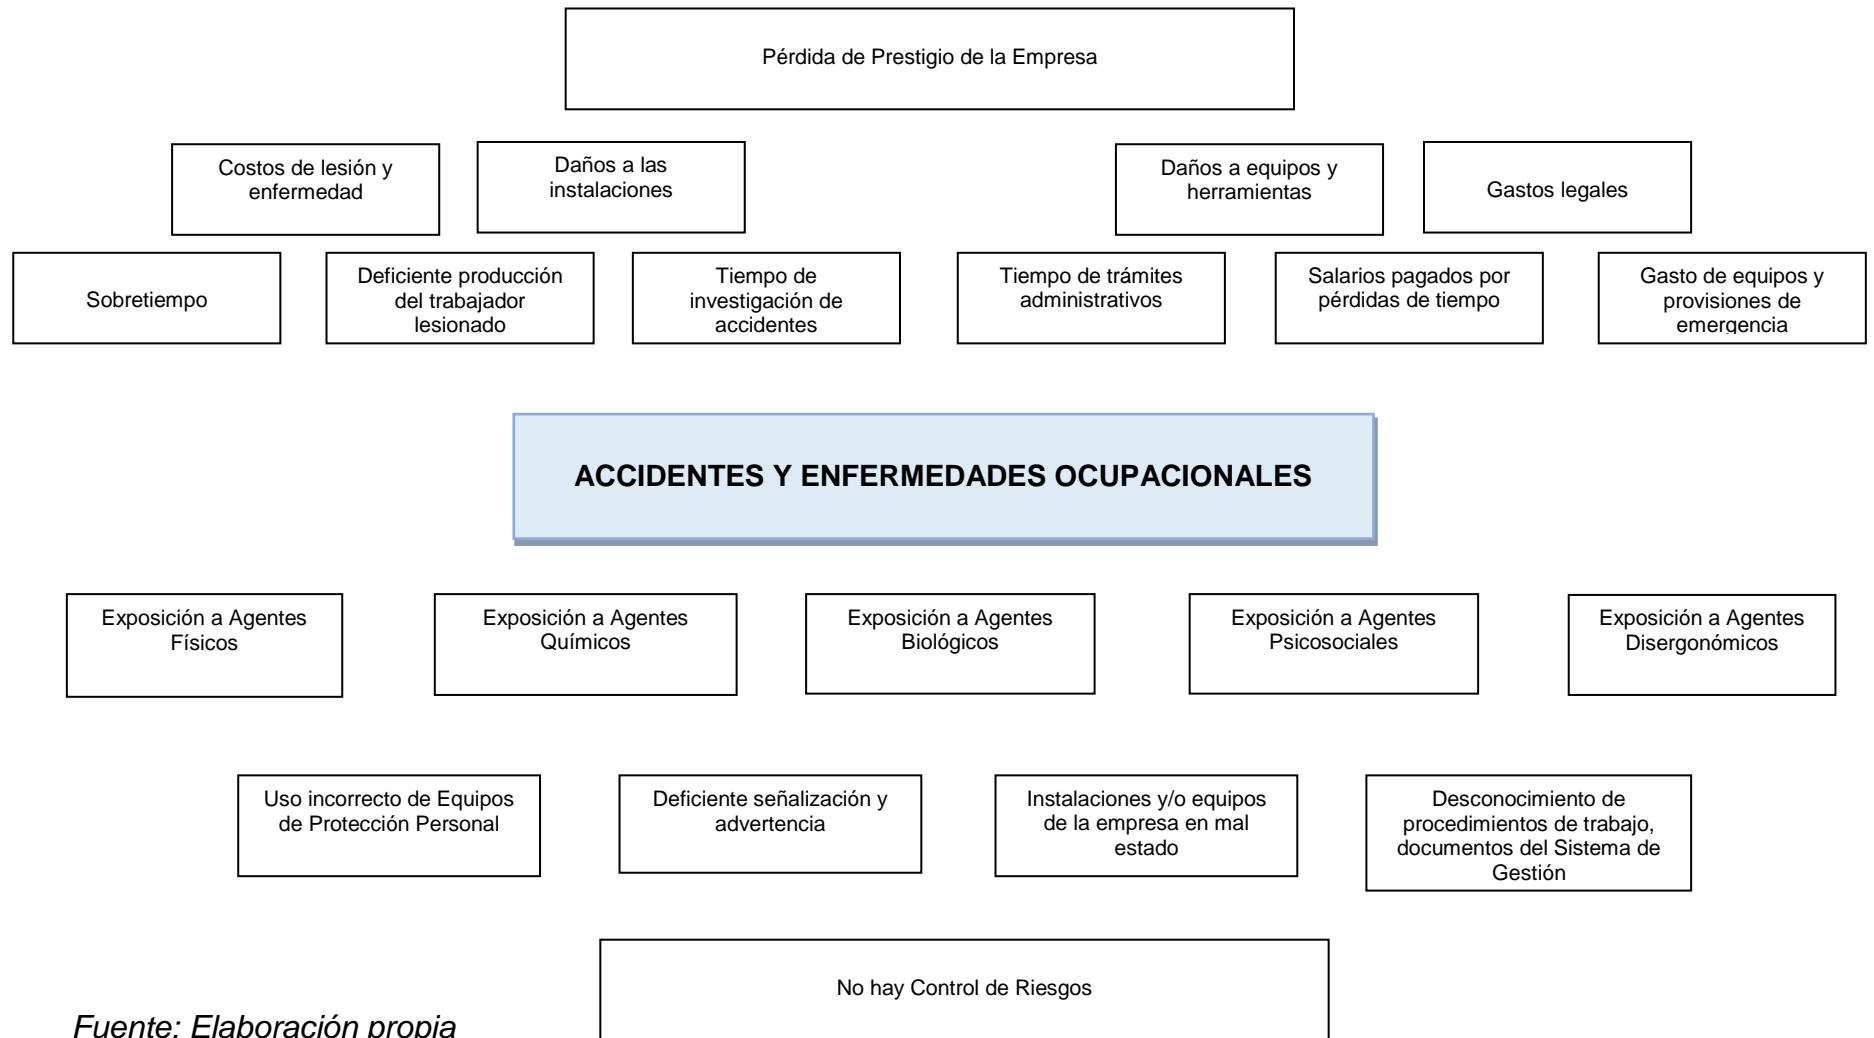 Pérdida de Prestigio de la Empresa
Costos de lesión y
enfermedad
Daños a las
instalaciones
Daños a equipos y
herramientas
Gastos legales
Sobretiempo
Deficiente producción
del trabajador
lesionado
Tiempo de
investigación de
accidentes
Tiempo de trámites
administrativos
Salarios pagados por
pérdidas de tiempo
Gasto de equipos y
provisiones de
emergencia
ACCIDENTES Y ENFERMEDADES OCUPACIONALES
Exposición a Agentes
Físicos
Exposición a Agentes
Químicos
Exposición a Agentes
Biológicos
Exposición a Agentes
Psicosociales
Exposición a Agentes
Disergonómicos
Uso incorrecto de Equipos
de Protección Personal
Deficiente señalización y
advertencia
Instalaciones y/o equipos
de la empresa en mal
estado
Desconocimiento de
procedimientos de trabajo,
documentos del Sistema de
Gestión
No hay Control de Riesgos
Fuente: Elaboración propia